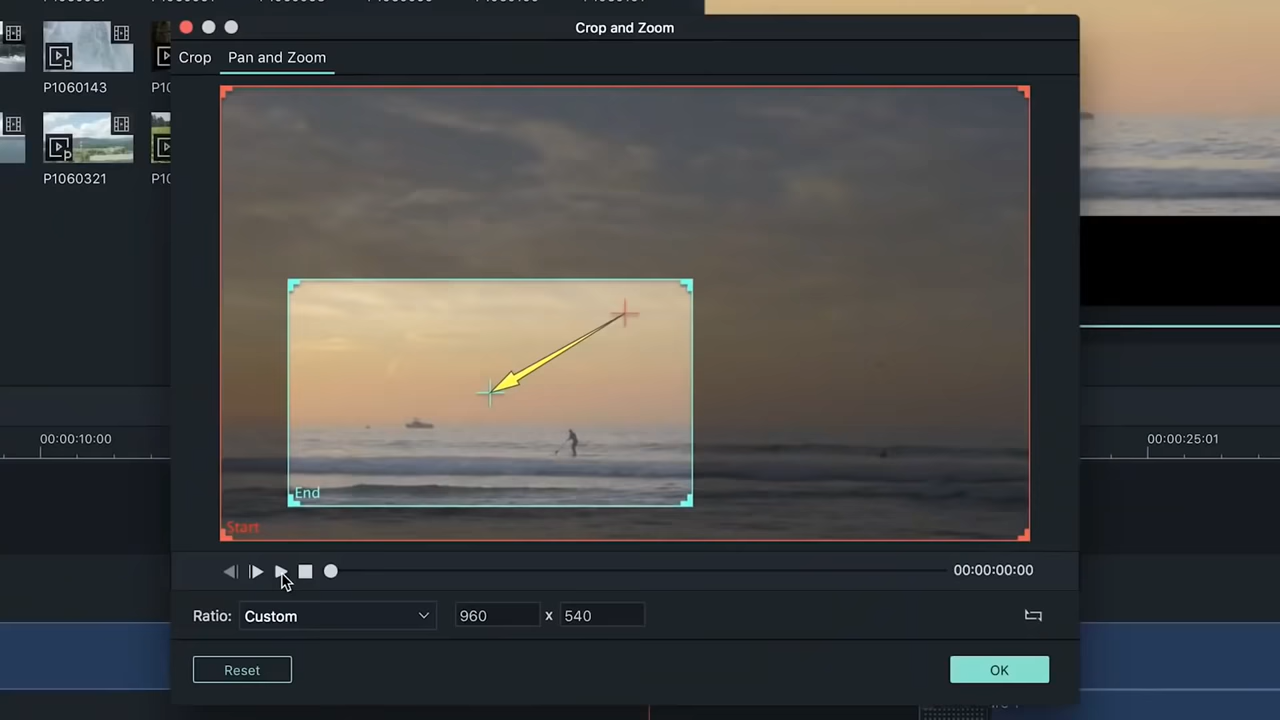 Crop and Zoom
Crop
Pan and Zoom
P1060143
P1060321
00:00:10:00
00:00:25:01
End
Start
00:00:00:00
Ratio:
Custom
960
x
540
Reset
OK